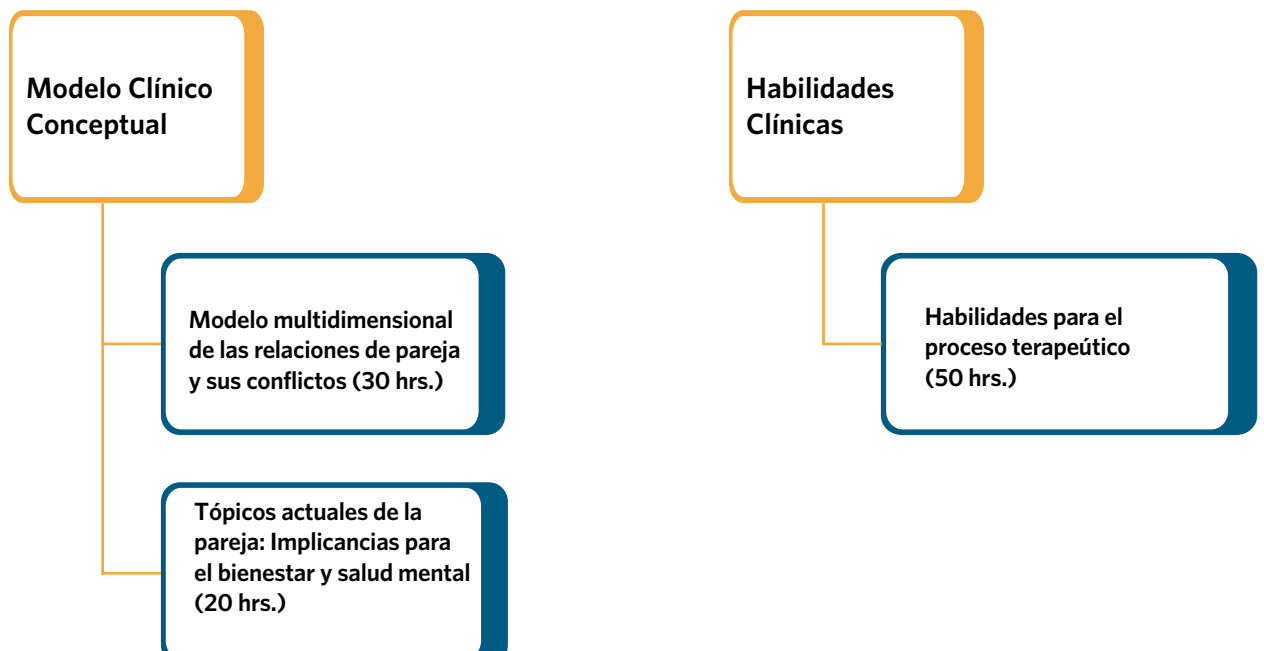 Modelo Clínico
Conceptual
Modelo multidimensional
de las relaciones de pareja
y sus conflictos (30 hrs.)
Tópicos actuales de la
pareja: Implicancias para
el bienestar y salud mental
(20 hrs.)
Habilidades
Clínicas
Habilidades para el
proceso terapeútico
(50 hrs.)